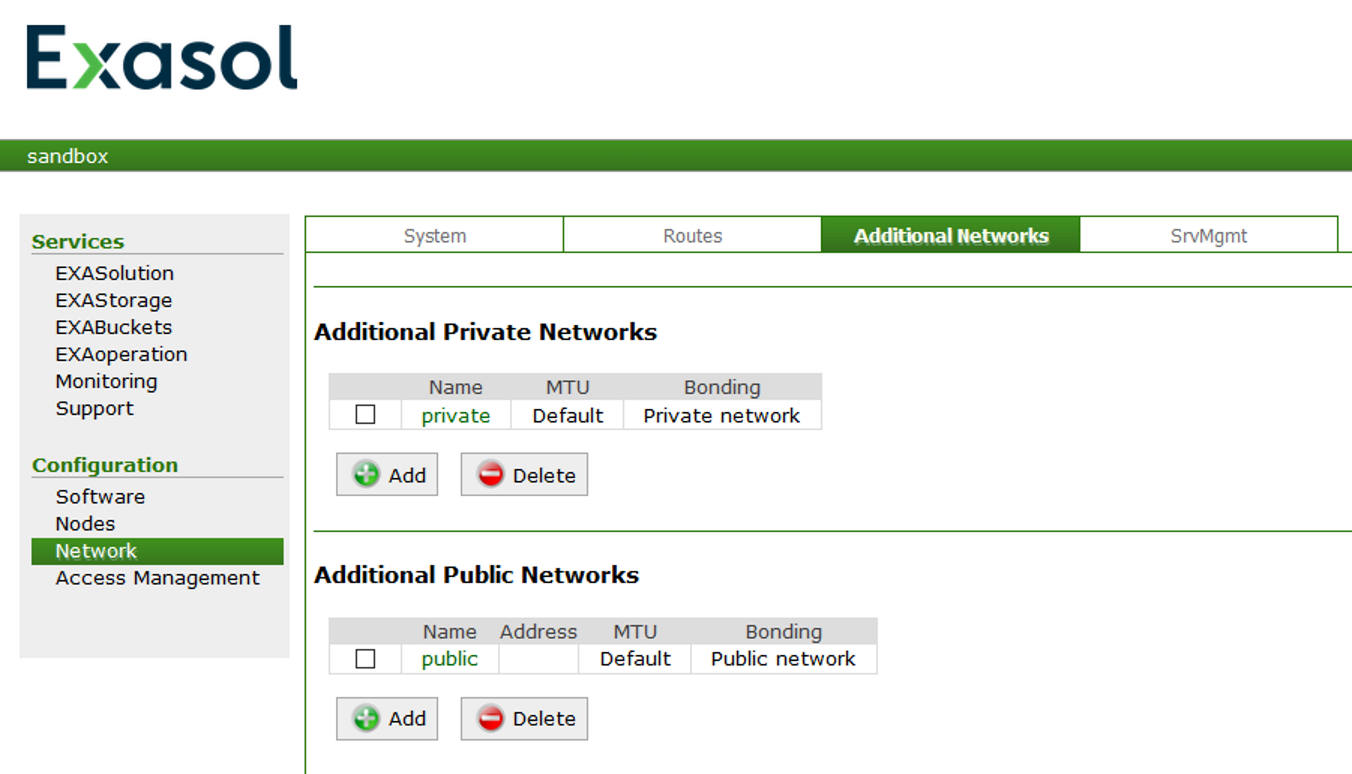 Exasol
sandbox
Services
EXASolution
EXAStorage
EXABuckets
EXAoperation
Monitoring
Support
Configuration
Software
Nodes
Network
Access Management
System Routes Additional Networks SrvMgmt
Additional Private Networks
Name MTU Bonding
private Default Private network
Add Delete
Additional Public Networks
Name Address MTU Bonding
public Default Public network
Add Delete